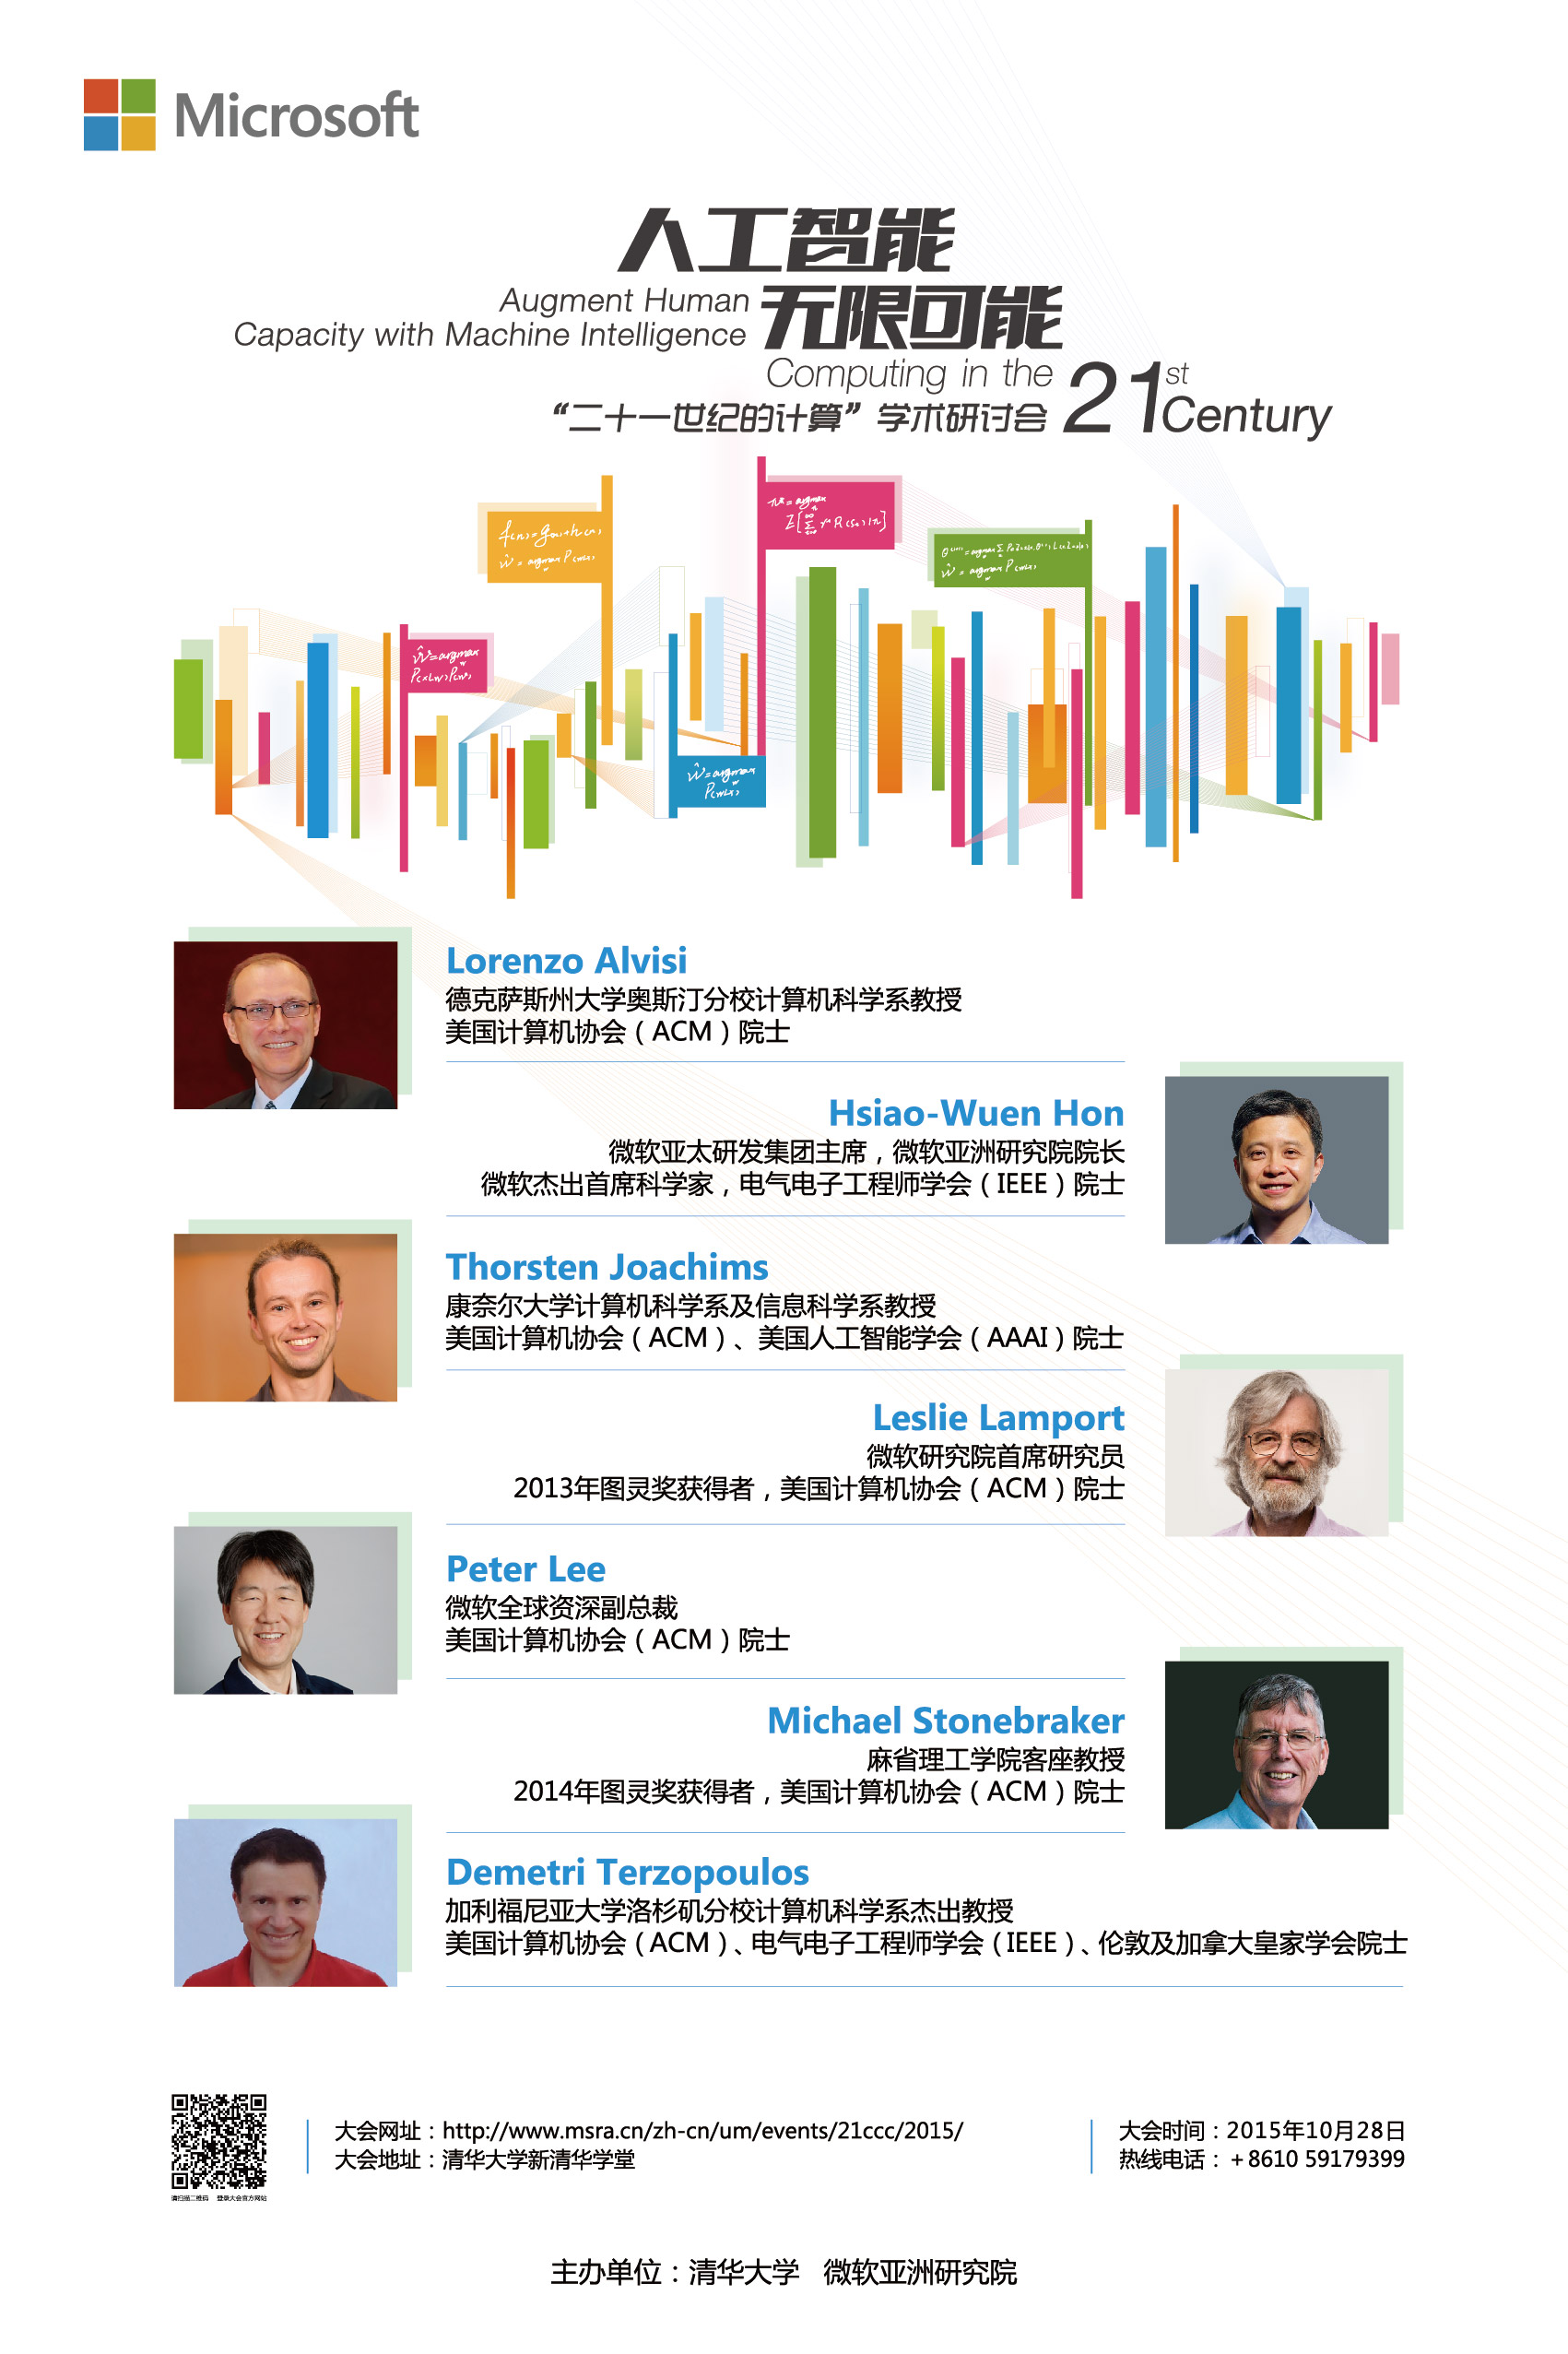 Microsoft
人工智能
Augment Human
无限可能
Capacity with Machine Intelligence
Computing in the 21st Century
“二十一世纪的计算”学术研讨会
Lorenzo Alvisi
德克萨斯州大学奥斯汀分校计算机科学系教授
美国计算机协会（ACM）院士
Hsiao-Wuen Hon
微软亚太研发集团主席，微软亚洲研究院院长
微软杰出首席科学家，电气电子工程师学会（IEEE）院士
Thorsten Joachims
康奈尔大学计算机科学系及信息科学系教授
美国计算机协会（ACM）、美国人工智能学会（AAAI）院士
Leslie Lamport
微软研究院首席研究员
2013年图灵奖获得者，美国计算机协会（ACM）院士
Peter Lee
微软全球资深副总裁
美国计算机协会（ACM）院士
Michael Stonebraker
麻省理工学院客座教授
2014年图灵奖获得者，美国计算机协会（ACM）院士
Demetri Terzopoulos
加利福尼亚大学洛杉矶分校计算机科学系杰出教授
美国计算机协会（ACM）、电气电子工程师学会（IEEE）、伦敦及加拿大皇家学会院士
大会网址：http://www.msra.cn/zh-cn/um/events/21ccc/2015/
大会地址：清华大学新清华学堂
大会时间：2015年10月28日
热线电话：+8610 59179399
请扫描二维码 登录大会官方网站
主办单位：清华大学 微软亚洲研究院